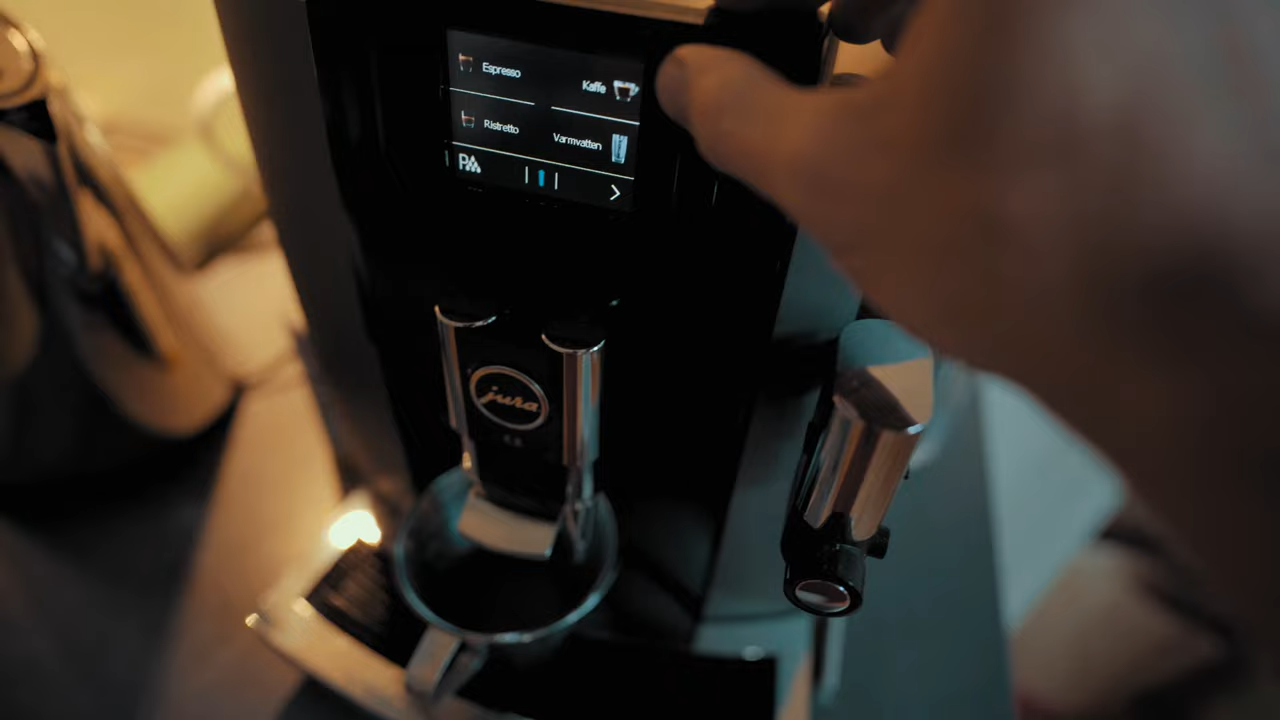 Espresso
Kaffe
Ristretto
Varmvatten
jura